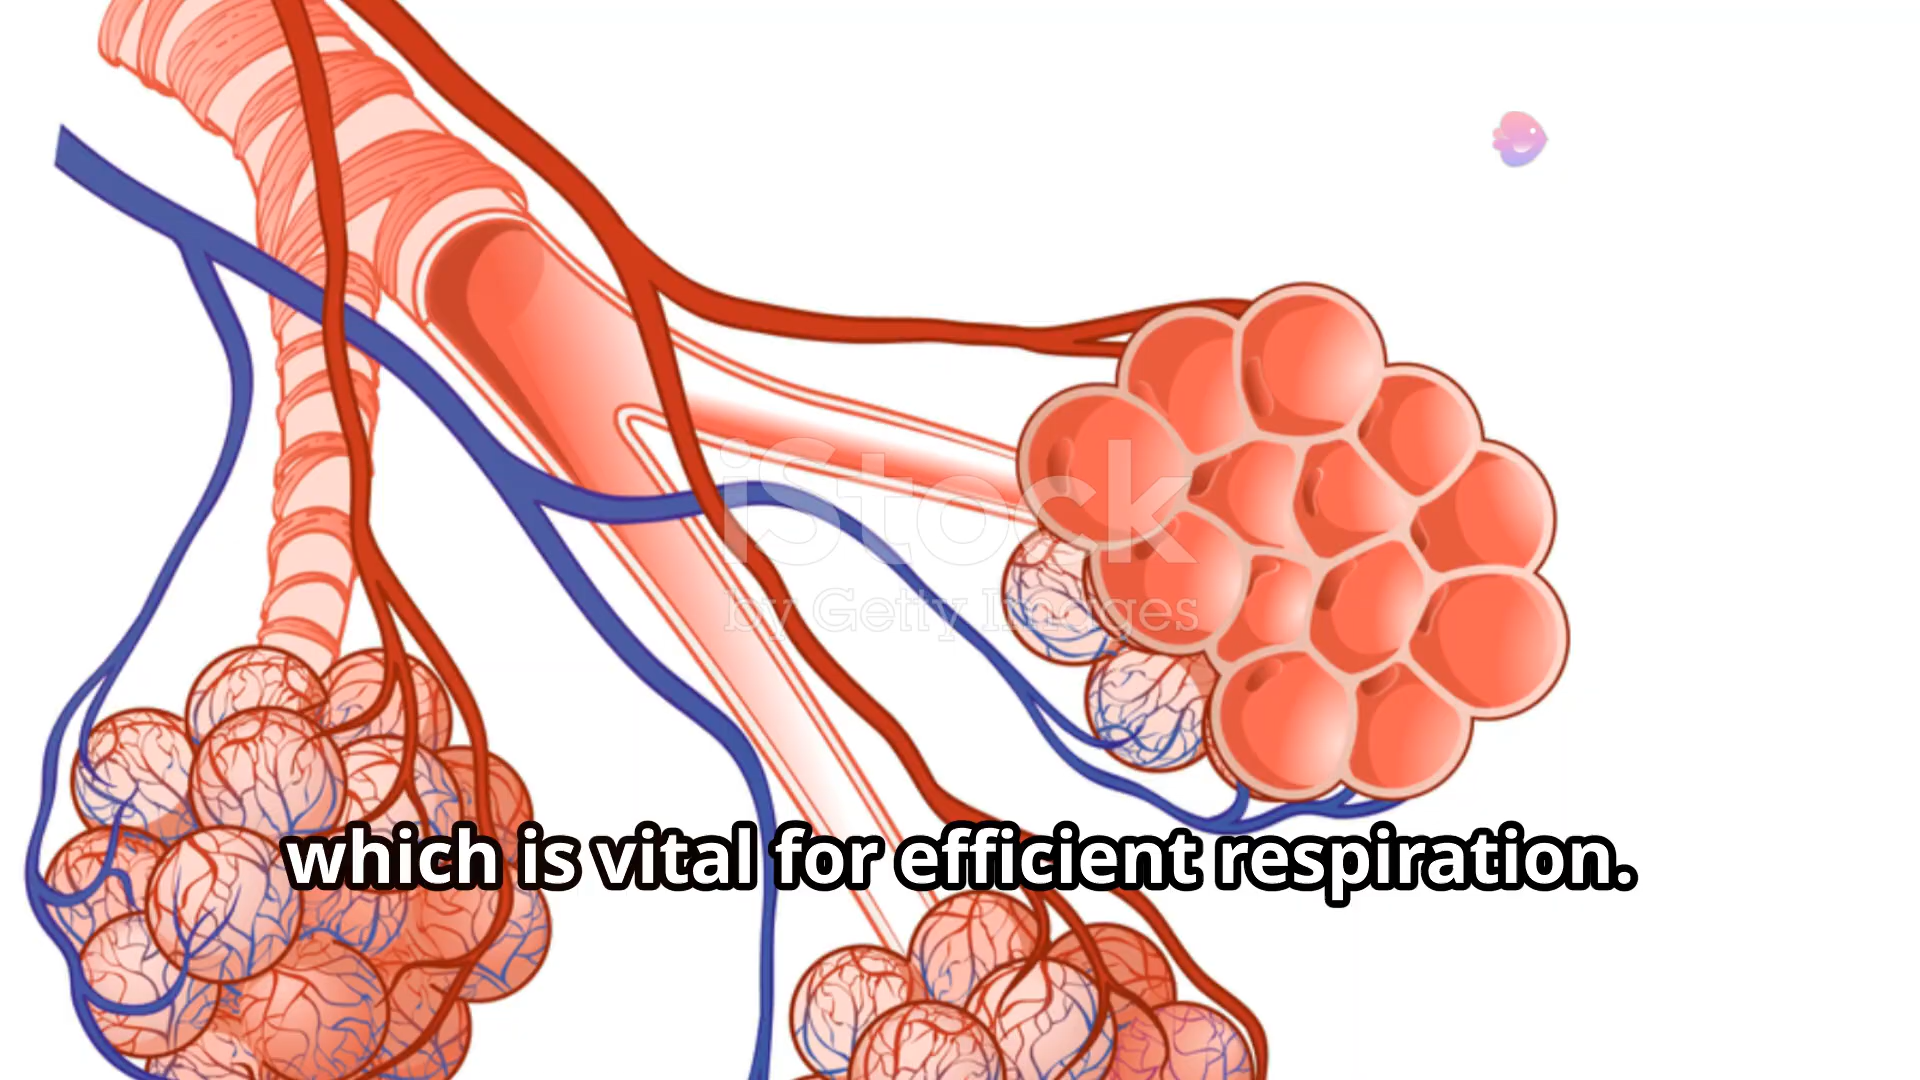 iStock
by Getty Images
which is vital for efficient respiration.